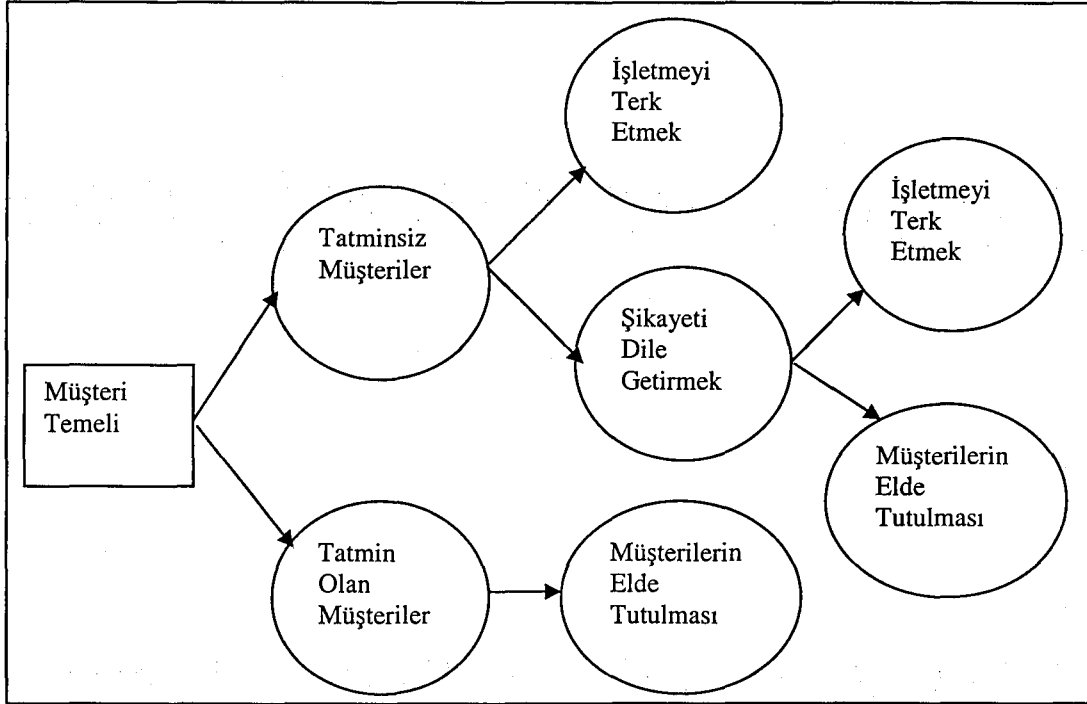 İşletmeyi
Terk
Etmek
İşletmeyi
Terk
Etmek
Tatminsiz
Müşteriler
Şikayeti
Dile
Getirmek
Müşteri
Temeli
Müşterilerin
Elde
Tutulması
Tatmin
Olan
Müşteriler
Müşterilerin
Elde
Tutulması